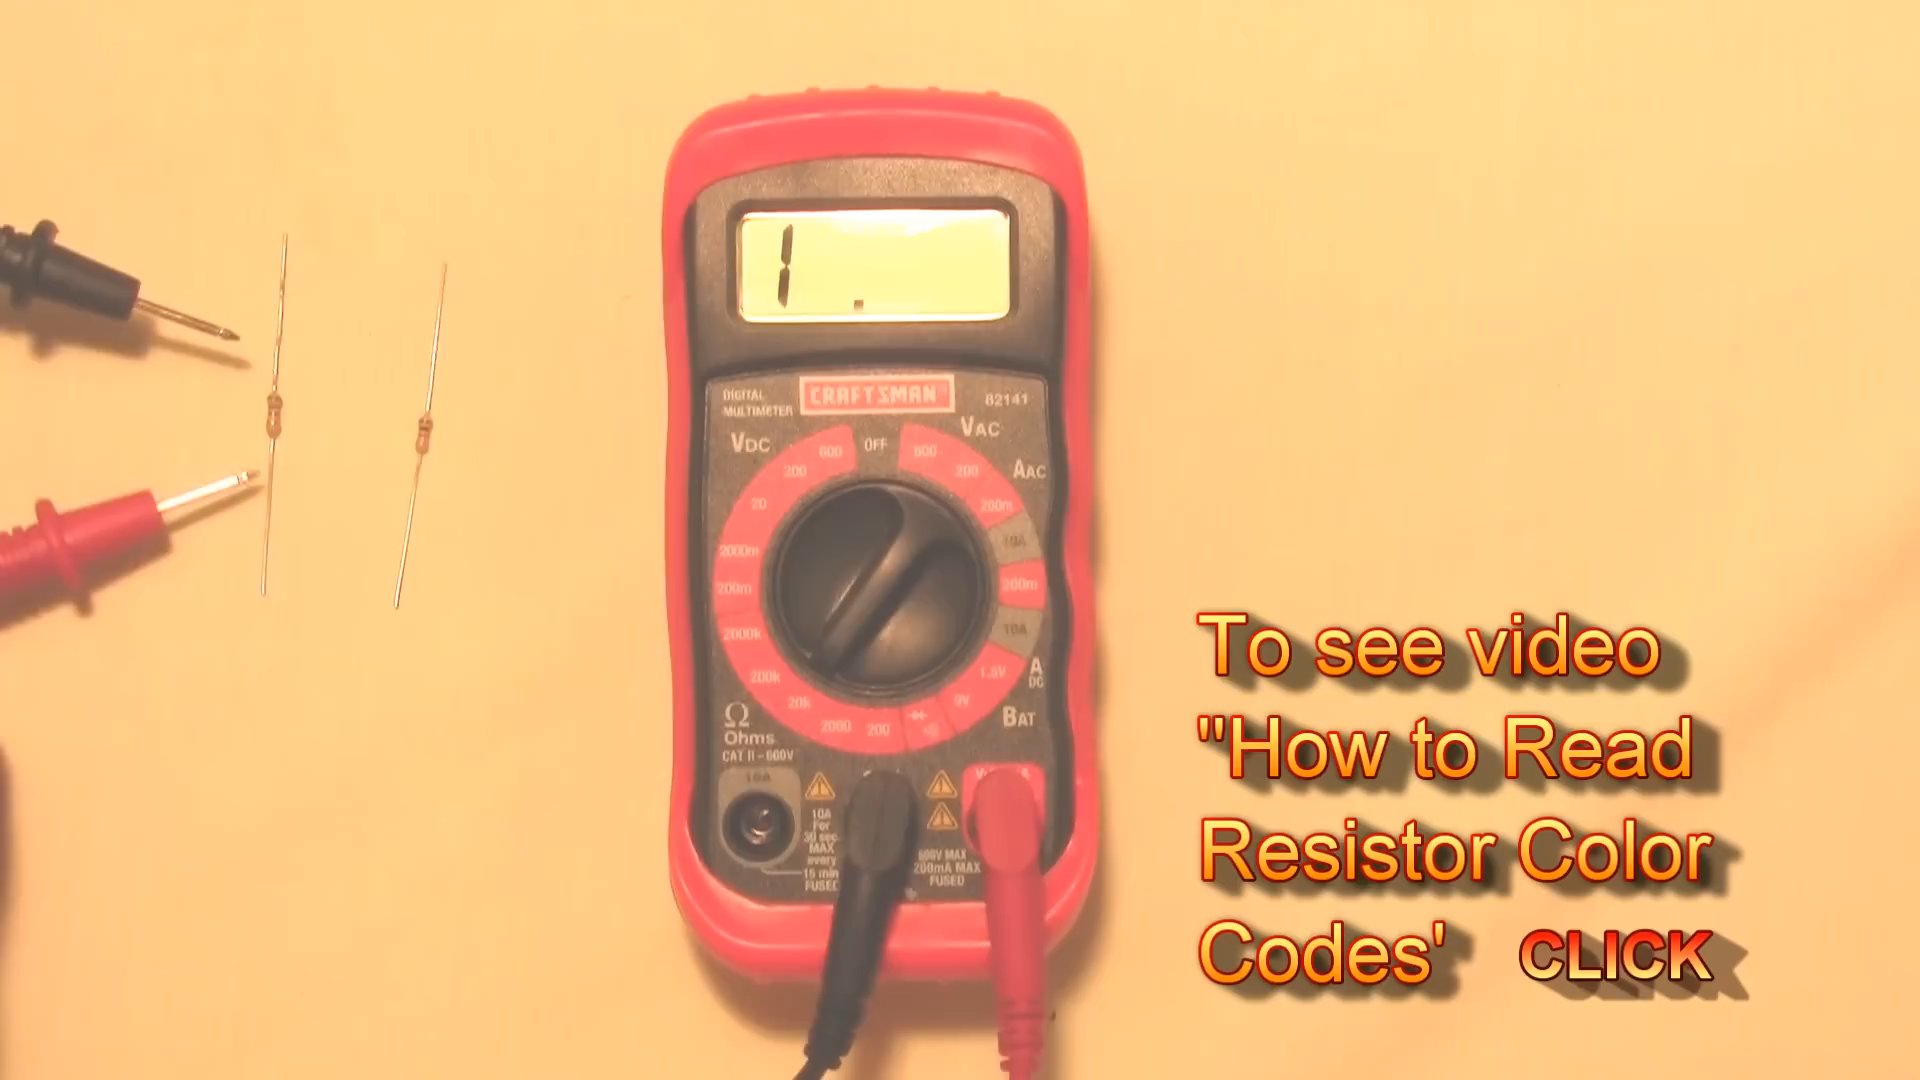 1.
DIGITAL
MULTIMETER
CRAFTSMAN
82141
VDC
OFF
VAC
600
600
200
200
AAC
20
200m
2000m
10A
200m
200m
2000k
10A
200k
1.5V
A
DC
20k
9V
2000
200
BAT
Ω
Ohms
CAT II - 600V
10A
10A
For
30 sec.
MAX
every
15 min
FUSED
600V MAX
200mA MAX
FUSED
To see video
"How to Read
Resistor Color
Codes' CLICK